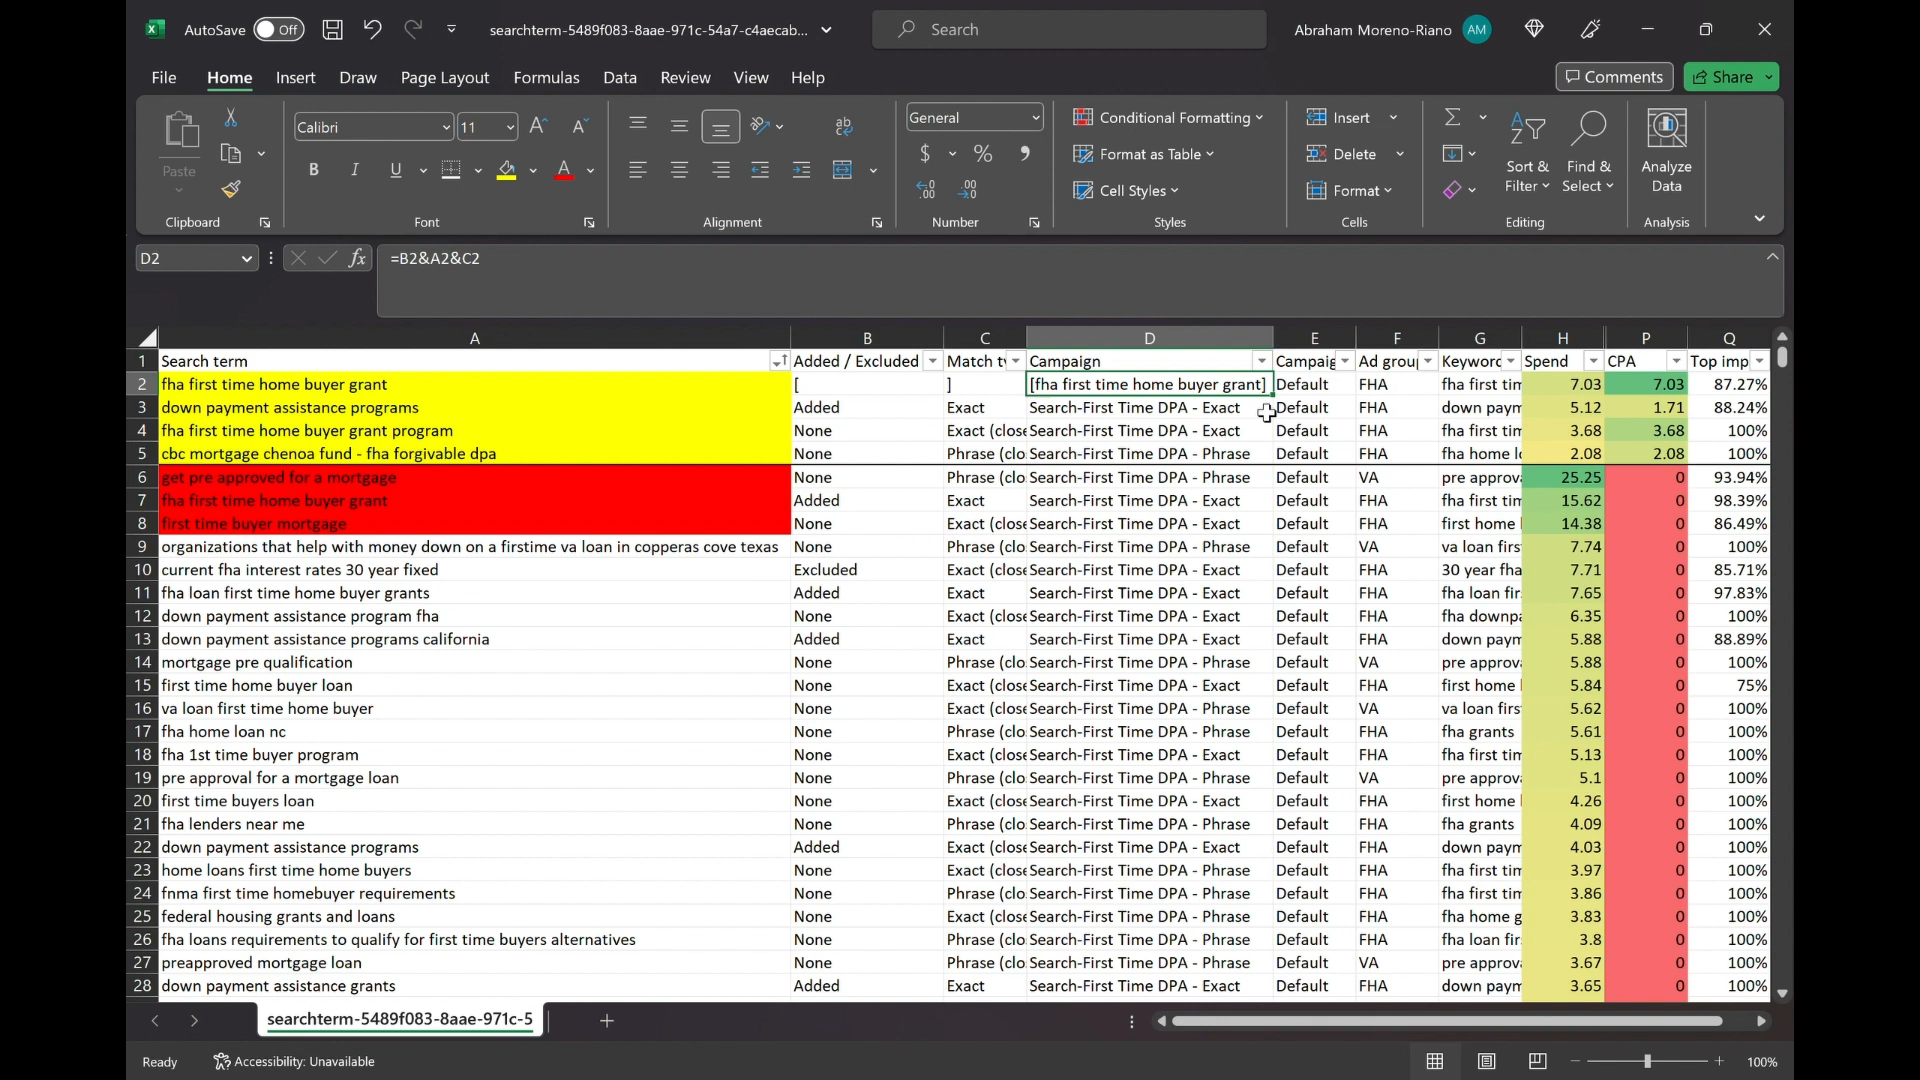 AutoSave Off searchterm-5489f083-8aae-971c-54a7-c4aecab... Search Abraham Moreno-Riano AM
File Home Insert Draw Page Layout Formulas Data Review View Help Comments Share
Paste Calibri 11 General Conditional Formatting Insert
B I U A $ % Format as Table Delete Sort & Filter Find & Select Analyze Data
Cell Styles Format
Clipboard Font Alignment Number Styles Cells Editing Analysis
D2 fx =B2&A2&C2
A B C D E F G H P Q
1 Search term Added / Excluded Match ty Campaign Campaig Ad grou Keyword Spend CPA Top imp
2 fha first time home buyer grant [ ] [fha first time home buyer grant] Default FHA fha first tim 7.03 7.03 87.27%
3 down payment assistance programs Added Exact Search-First Time DPA - Exact Default FHA down paym 5.12 1.71 88.24%
4 fha first time home buyer grant program None Exact (close Search-First Time DPA - Exact Default FHA fha first tim 3.68 3.68 100%
5 cbc mortgage chenoa fund - fha forgivable dpa None Phrase (clo Search-First Time DPA - Phrase Default FHA fha home lo 2.08 2.08 100%
6 get pre approved for a mortgage None Phrase (clo Search-First Time DPA - Phrase Default VA pre approva 25.25 0 93.94%
7 fha first time home buyer grant Added Exact Search-First Time DPA - Exact Default FHA fha first tim 15.62 0 98.39%
8 first time buyer mortgage None Exact (close Search-First Time DPA - Exact Default FHA first home 14.38 0 86.49%
9 organizations that help with money down on a firstime va loan in copperas cove texas None Phrase (clo Search-First Time DPA - Phrase Default VA va loan firs 7.74 0 100%
10 current fha interest rates 30 year fixed Excluded Exact (close Search-First Time DPA - Exact Default FHA 30 year fha 7.71 0 85.71%
11 fha loan first time home buyer grants Added Exact Search-First Time DPA - Exact Default FHA fha loan fir 7.65 0 97.83%
12 down payment assistance program fha None Exact (close Search-First Time DPA - Exact Default FHA fha downpa 6.35 0 100%
13 down payment assistance programs california Added Exact Search-First Time DPA - Exact Default FHA down paym 5.88 0 88.89%
14 mortgage pre qualification None Phrase (clo Search-First Time DPA - Phrase Default VA pre approva 5.88 0 100%
15 first time home buyer loan None Exact (close Search-First Time DPA - Exact Default FHA first home 5.84 0 75%
16 va loan first time home buyer None Exact (close Search-First Time DPA - Phrase Default VA va loan firs 5.62 0 100%
17 fha home loan nc None Phrase (clo Search-First Time DPA - Phrase Default FHA fha grants 5.61 0 100%
18 fha 1st time buyer program None Exact (close Search-First Time DPA - Exact Default FHA fha first tim 5.13 0 100%
19 pre approval for a mortgage loan None Phrase (clo Search-First Time DPA - Phrase Default VA pre approva 5.1 0 100%
20 first time buyers loan None Exact (close Search-First Time DPA - Exact Default FHA first home 4.26 0 100%
21 fha lenders near me None Phrase (clo Search-First Time DPA - Phrase Default FHA fha grants 4.09 0 100%
22 down payment assistance programs Added Exact Search-First Time DPA - Exact Default FHA down paym 4.03 0 100%
23 home loans first time home buyers None Phrase (clo Search-First Time DPA - Phrase Default FHA fha first tim 3.97 0 100%
24 fnma first time homebuyer requirements None Phrase (clo Search-First Time DPA - Phrase Default FHA fha first tim 3.86 0 100%
25 federal housing grants and loans None Exact (close Search-First Time DPA - Phrase Default FHA fha home g 3.83 0 100%
26 fha loans requirements to qualify for first time buyers alternatives None Phrase (clo Search-First Time DPA - Phrase Default FHA fha loan fir 3.8 0 100%
27 preapproved mortgage loan None Phrase (clo Search-First Time DPA - Phrase Default VA pre approva 3.67 0 100%
28 down payment assistance grants Added Exact Search-First Time DPA - Exact Default FHA down paym 3.65 0 100%
searchterm-5489f083-8aae-971c-5
Ready Accessibility: Unavailable 100%